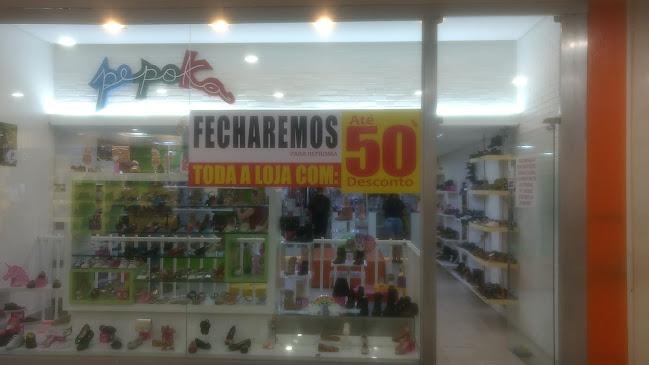 pepoka
FECHAREMOS
PARA REFORMA
TODA A LOJA COM:
Até
50%
Desconto